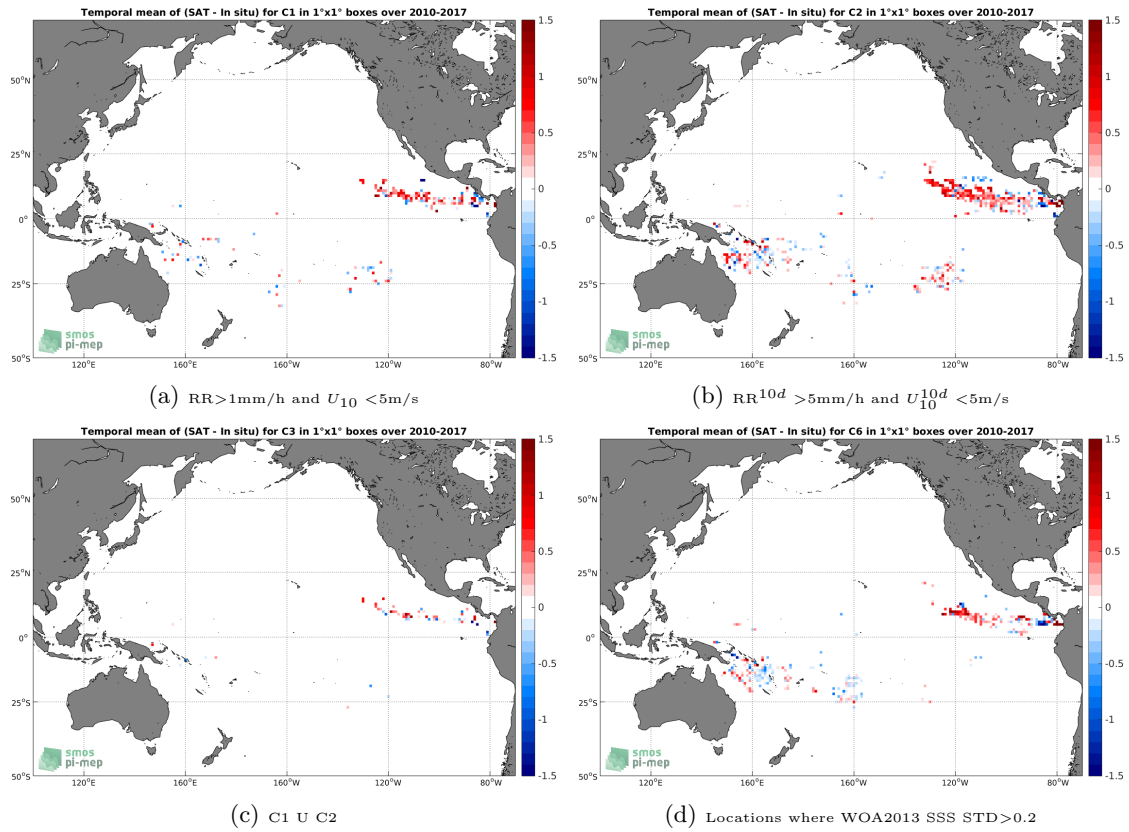 Temporal mean of (SAT - In situ) for C1 in 1°x1° boxes over 2010-2017
1.5
50°N
1
0.5
25°N
0
0°
-0.5
25°S
-1
smos
pi-mep
50°S
-1.5
120°E
160°E
160°W
120°W
80°W
(a) RR>1mm/h and U10 <5m/s
Temporal mean of (SAT - In situ) for C2 in 1°x1° boxes over 2010-2017
1.5
50°N
1
0.5
25°N
0
0°
-0.5
25°S
-1
smos
pi-mep
50°S
-1.5
120°E
160°E
160°W
120°W
80°W
(b) RR^10d >5mm/h and U10^10d <5m/s
Temporal mean of (SAT - In situ) for C3 in 1°x1° boxes over 2010-2017
1.5
50°N
1
0.5
25°N
0
0°
-0.5
25°S
-1
smos
pi-mep
50°S
-1.5
120°E
160°E
160°W
120°W
80°W
(c) C1 U C2
Temporal mean of (SAT - In situ) for C6 in 1°x1° boxes over 2010-2017
1.5
50°N
1
0.5
25°N
0
0°
-0.5
25°S
-1
smos
pi-mep
50°S
-1.5
120°E
160°E
160°W
120°W
80°W
(d) Locations where WOA2013 SSS STD>0.2